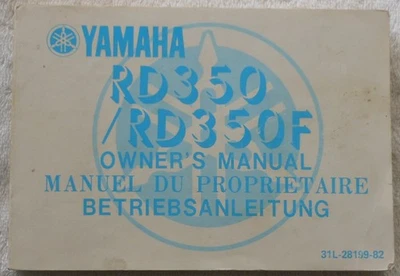 YAMAHA
RD350
/RD350F
OWNER'S MANUAL
MANUEL DU PROPRIETAIRE
BETRIEBSANLEITUNG
31L-28199-82